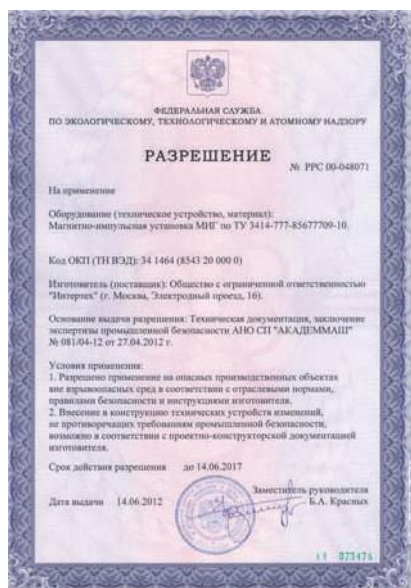 ФЕДЕРАЛЬНАЯ СЛУЖБА
ПО ЭКОЛОГИЧЕСКОМУ, ТЕХНОЛОГИЧЕСКОМУ И АТОМНОМУ НАДЗОРУ
РАЗРЕШЕНИЕ
№ РРС 00-048071
На применение
Оборудование (техническое устройство, материал):
Магнитно-импульсная установка МИГ по ТУ 3414-777-85677709-10.
Код ОКП (ТН ВЭД): 34 1464 (8543 20 000 0)
Изготовитель (поставщик): Общество с ограниченной ответственностью
"Интертех" (г. Москва, Электродный проезд, 16).
Основание выдачи разрешения: Техническая документация, заключение
экспертизы промышленной безопасности АНО СП "АКАДЕММАШ"
№ 081/04-12 от 27.04.2012 г.
Условия применения:
1. Разрешено применение на опасных производственных объектах
вне взрывоопасных сред в соответствии с отраслевыми нормами,
правилами безопасности и инструкциями изготовителя.
2. Внесение в конструкцию технических устройств изменений,
не противоречащих требованиям промышленной безопасности,
возможно в соответствии с проектно-конструкторской документацией
изготовителя.
Срок действия разрешения до 14.06.2017
Заместитель руководителя
Дата выдачи 14.06.2012 Б.А. Красных
073476